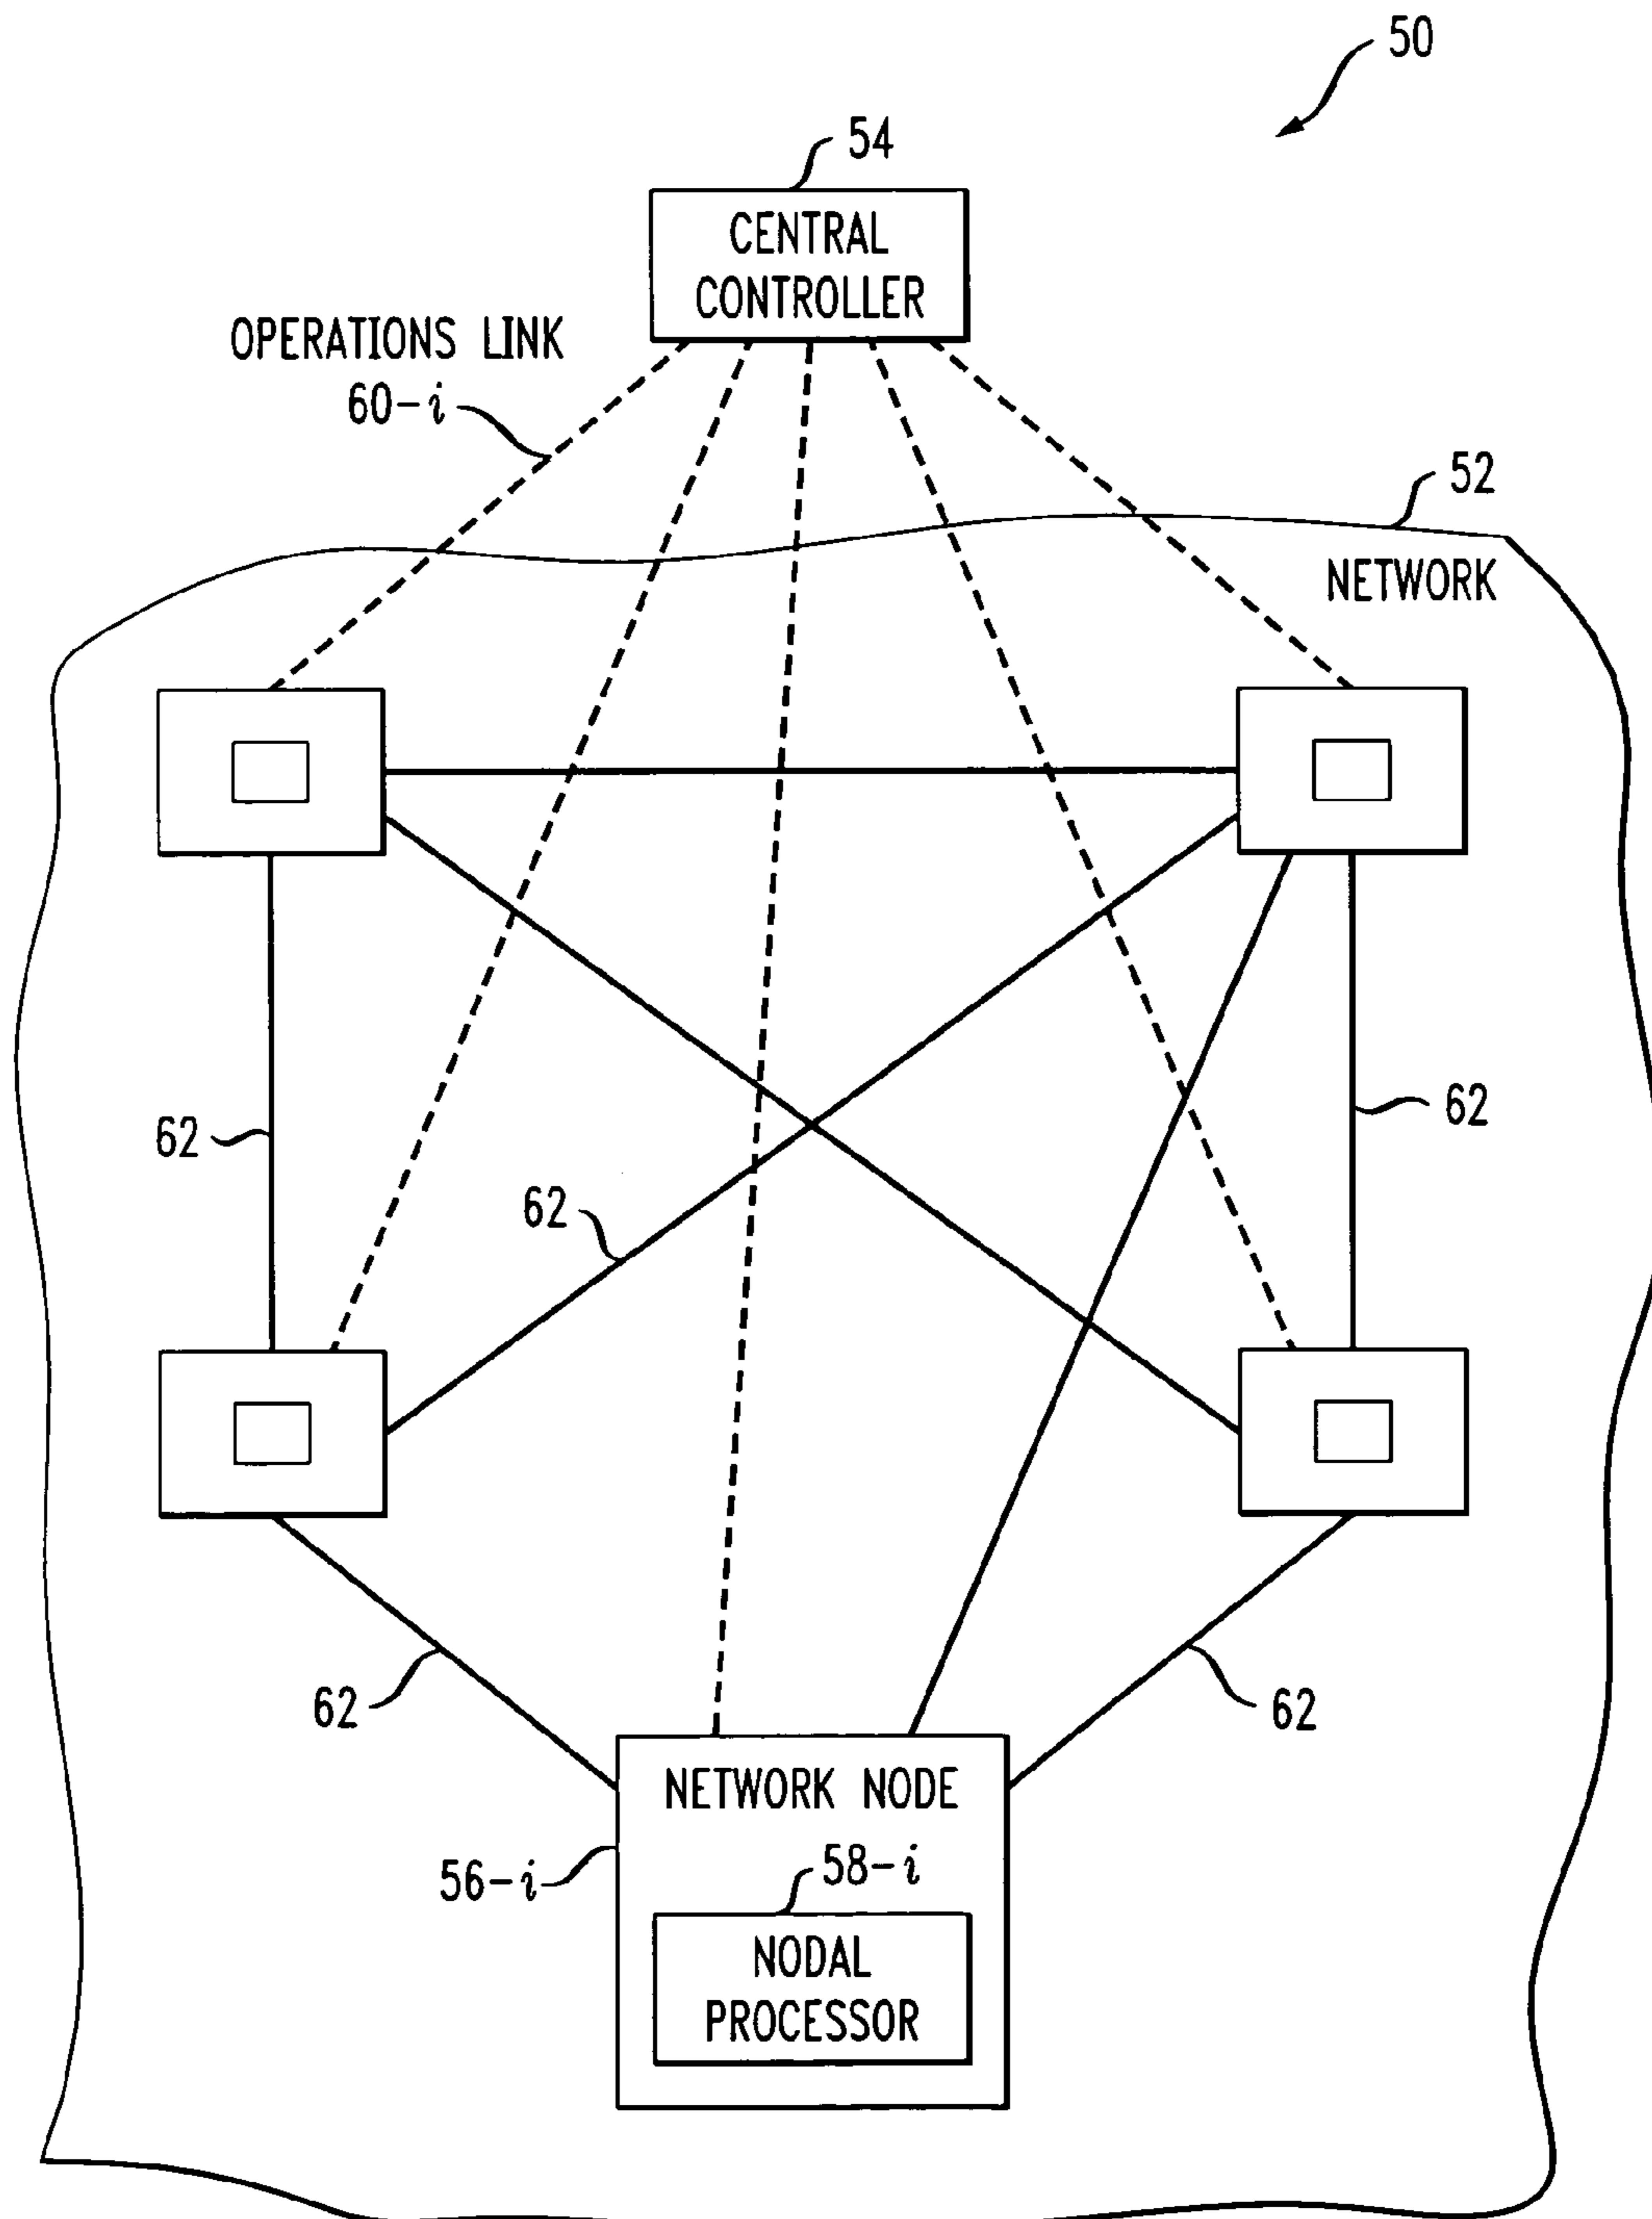 50
54
CENTRAL
CONTROLLER
OPERATIONS LINK
60-i
52
NETWORK
62
62
62
62
62
NETWORK NODE
56-i
58-i
NODAL
PROCESSOR